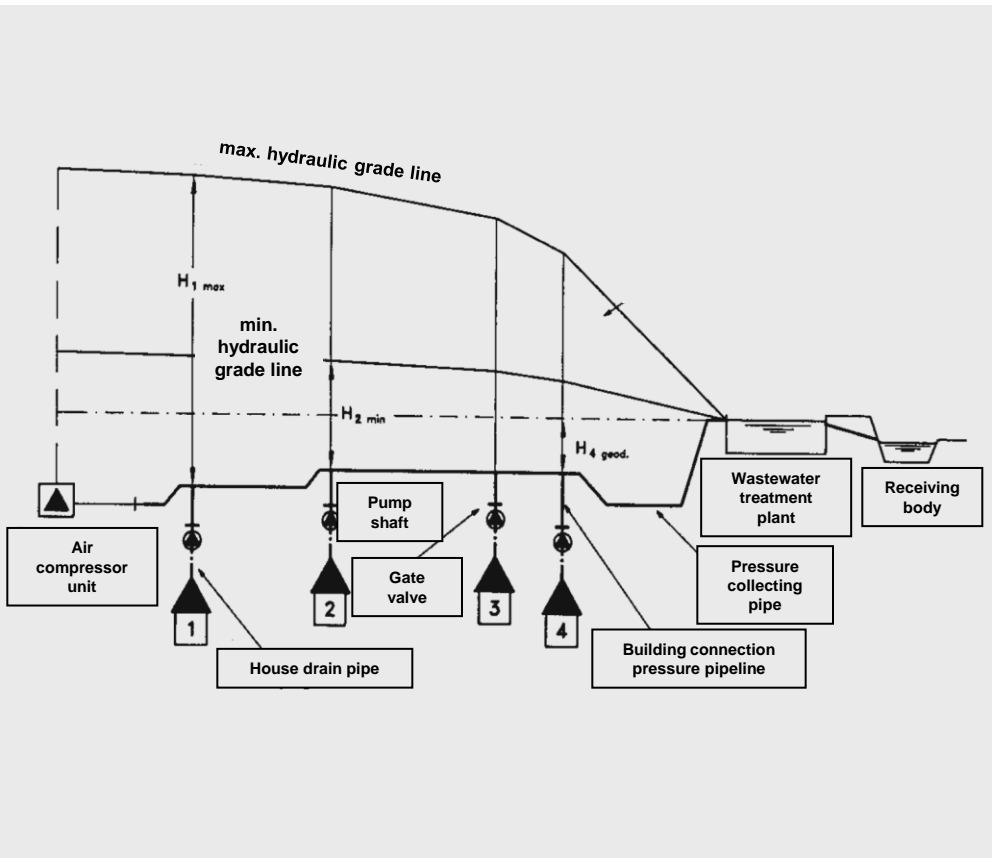 max. hydraulic grade line
H1 max
min.
hydraulic
grade line
H2 min
H4 geod.
Wastewater
treatment
plant
Receiving
body
Pump
shaft
Air
compressor
unit
Gate
valve
Pressure
collecting
pipe
1
2
3
4
Building connection
pressure pipeline
House drain pipe